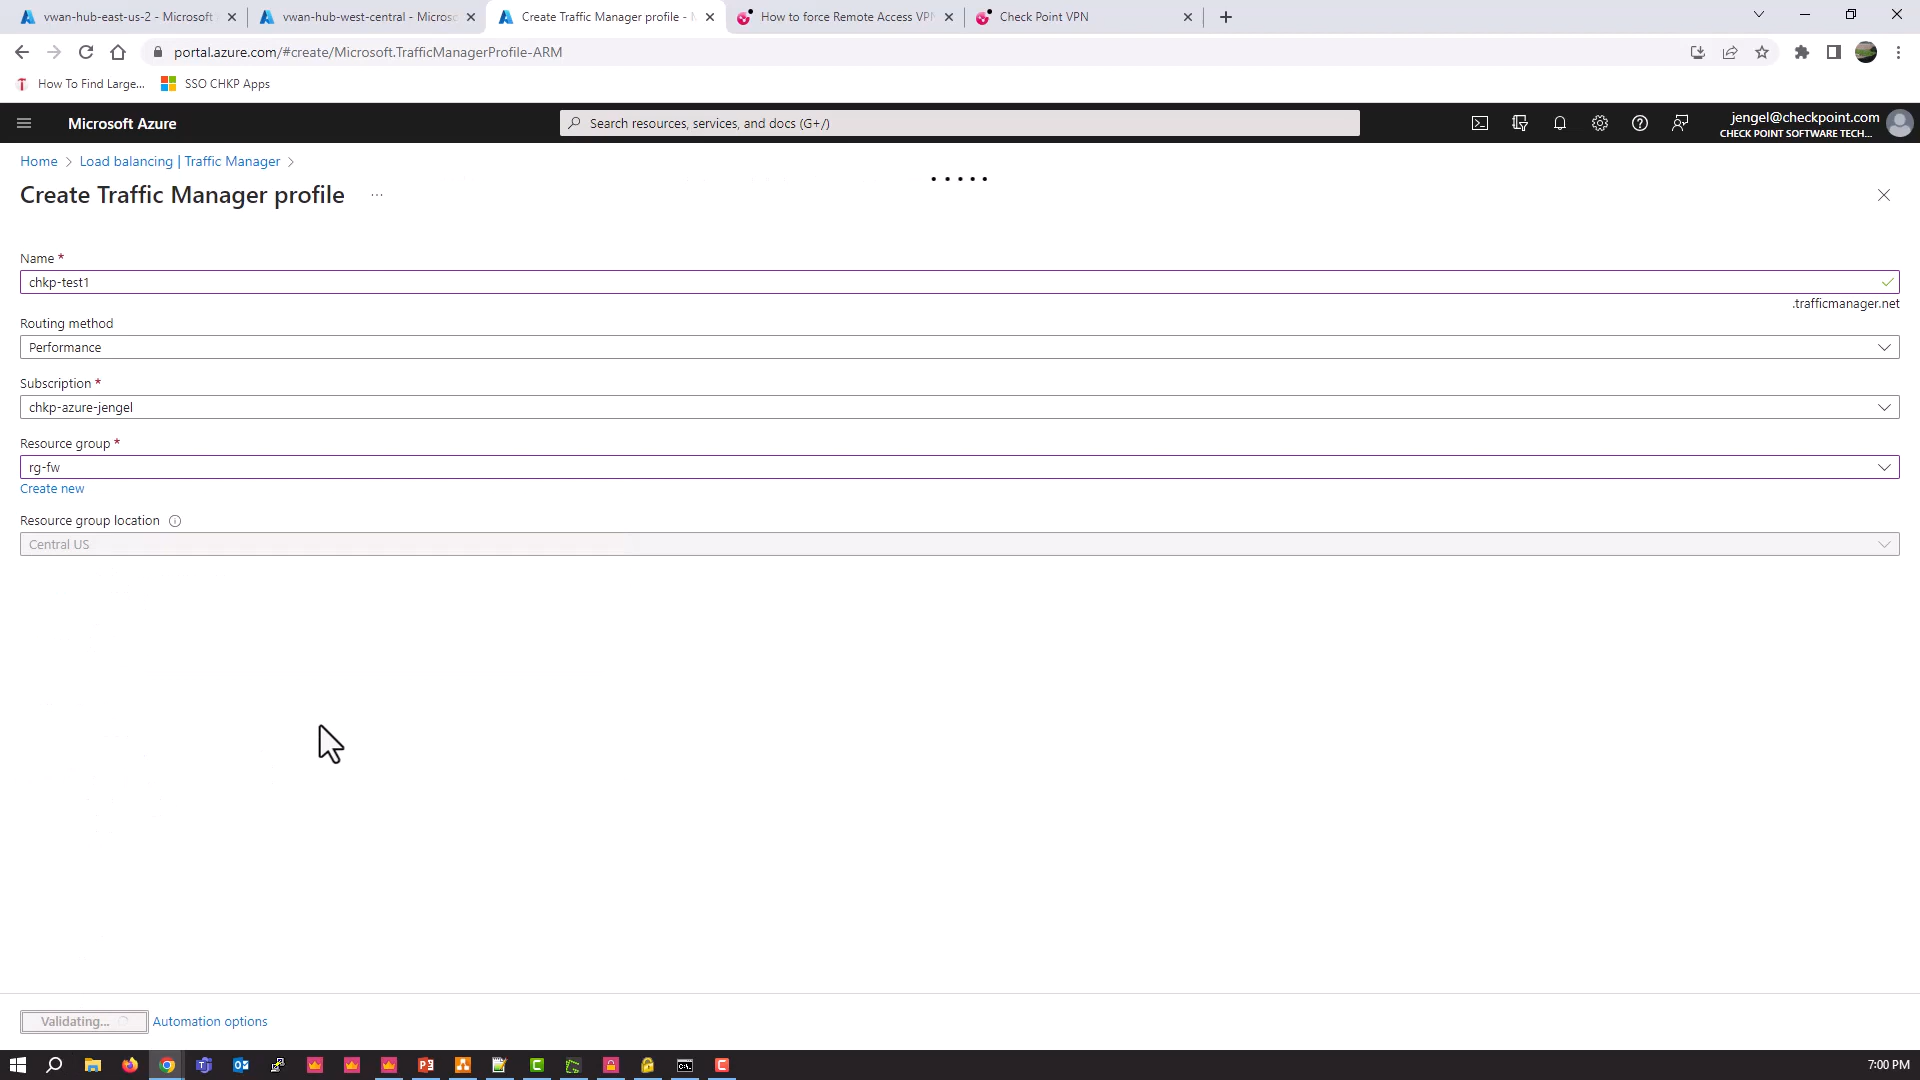 vwan-hub-east-us-2 - Microsoft
vwan-hub-west-central - Microso
Create Traffic Manager profile -
How to force Remote Access VPN
Check Point VPN
portal.azure.com/#create/Microsoft.TrafficManagerProfile-ARM
How To Find Large...
SSO CHKP Apps
Microsoft Azure
Search resources, services, and docs (G+/)
jengel@checkpoint.com
CHECK POINT SOFTWARE TECH...
Home > Load balancing | Traffic Manager >
Create Traffic Manager profile ...
Name *
chkp-test1
.trafficmanager.net
Routing method
Performance
Subscription *
chkp-azure-jengel
Resource group *
rg-fw
Create new
Resource group location
Central US
Validating...
Automation options
7:00 PM